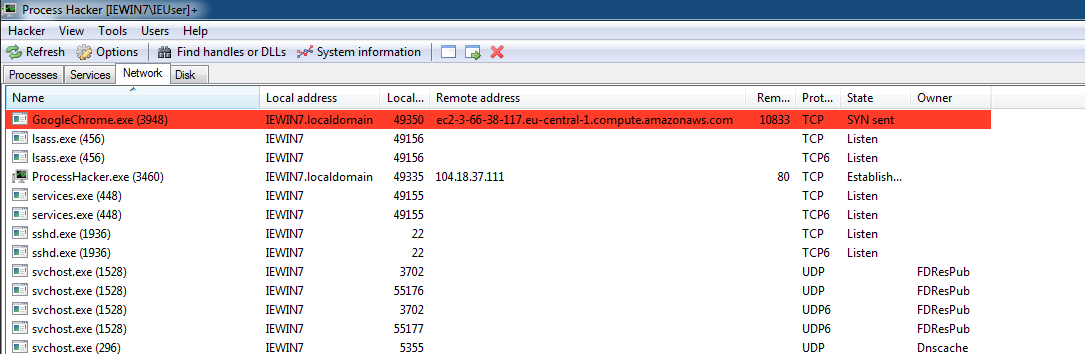 Process Hacker [IEWIN7\IEUser]+
Hacker View Tools Users Help
Refresh Options Find handles or DLLs System information
Processes Services Network Disk
Name Local address Local... Remote address Rem... Prot... State Owner
GoogleChrome.exe (3948) IEWIN7.localdomain 49350 ec2-3-66-38-117.eu-central-1.compute.amazonaws.com 10833 TCP SYN sent
lsass.exe (456) IEWIN7 49156 TCP Listen
lsass.exe (456) IEWIN7 49156 TCP6 Listen
ProcessHacker.exe (3460) IEWIN7.localdomain 49335 104.18.37.111 80 TCP Establish...
services.exe (448) IEWIN7 49155 TCP Listen
services.exe (448) IEWIN7 49155 TCP6 Listen
sshd.exe (1936) IEWIN7 22 TCP Listen
sshd.exe (1936) IEWIN7 22 TCP6 Listen
svchost.exe (1528) IEWIN7 3702 UDP FDResPub
svchost.exe (1528) IEWIN7 55176 UDP FDResPub
svchost.exe (1528) IEWIN7 3702 UDP6 FDResPub
svchost.exe (1528) IEWIN7 55177 UDP6 FDResPub
svchost.exe (296) IEWIN7 5355 UDP Dnscache